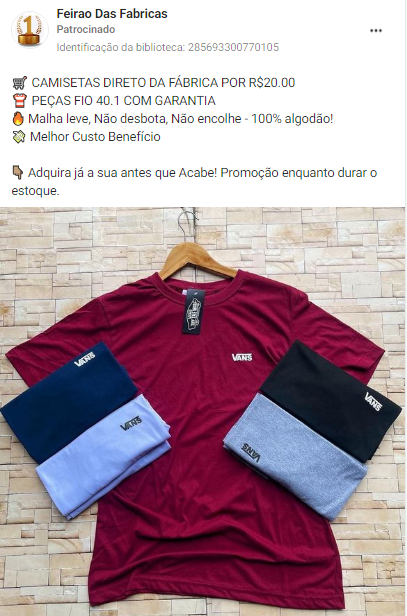 Feirao Das Fabricas
Patrocinado
Identificação da biblioteca: 285693300770105
🛒 CAMISETAS DIRETO DA FÁBRICA POR R$20.00
👕 PEÇAS FIO 40.1 COM GARANTIA
🔥 Malha leve, Não desbota, Não encolhe - 100% algodão!
💸 Melhor Custo Benefício
👇🏽 Adquira já a sua antes que Acabe! Promoção enquanto durar o
estoque.
VANS
VANS
VANS
VANS
VANS